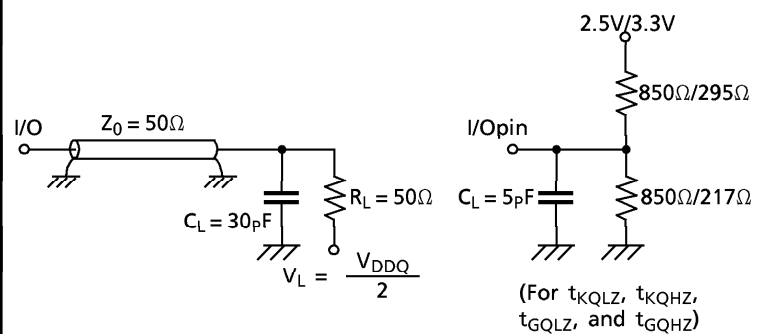 2.5V/3.3V
850Ω/295Ω
I/O
Z0 = 50Ω
I/Opin
RL = 50Ω
CL = 5pF
850Ω/217Ω
CL = 30pF
VL = VDDQ
2
(For tKQLZ, tKQHZ,
tGQLZ, and tGQHZ)